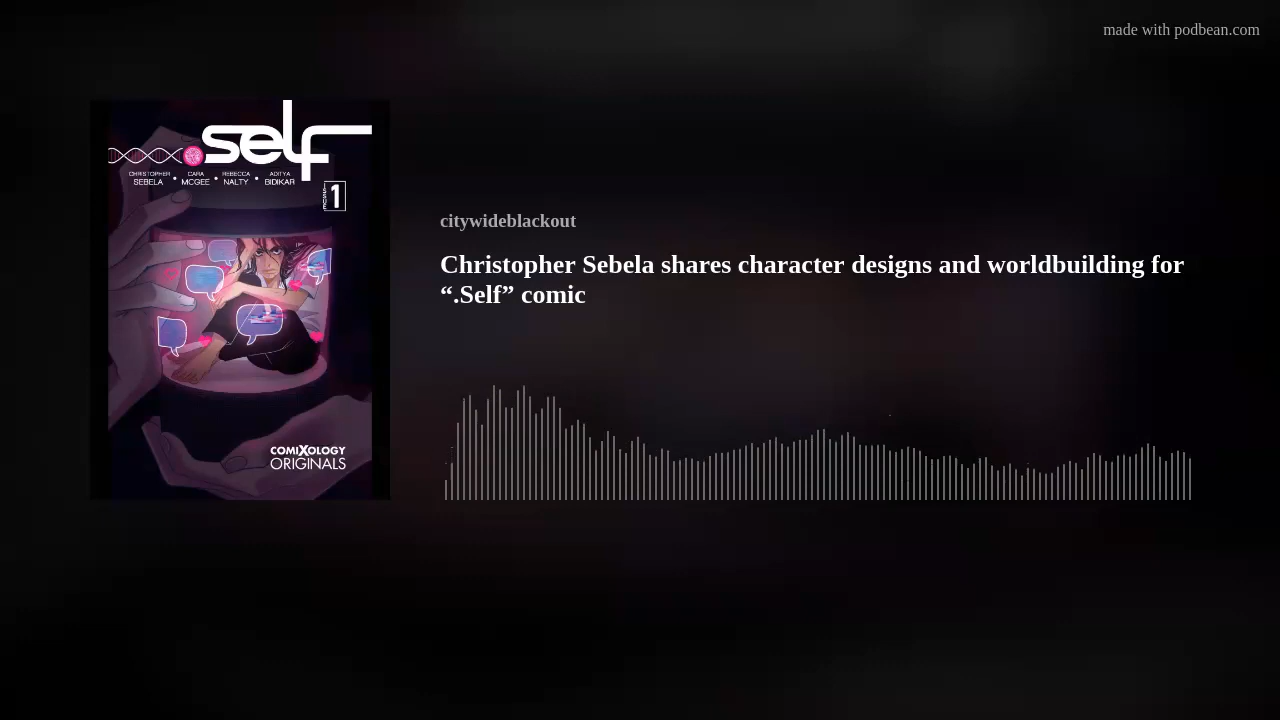 made with podbean.com
self
CHRISTOPHER SEBELA • CARA MCGEE • REBECCA NALTY • ADITYA BIDIKAR
1
COMIXOLOGY
ORIGINALS
citywideblackout
Christopher Sebela shares character designs and worldbuilding for
“.Self” comic